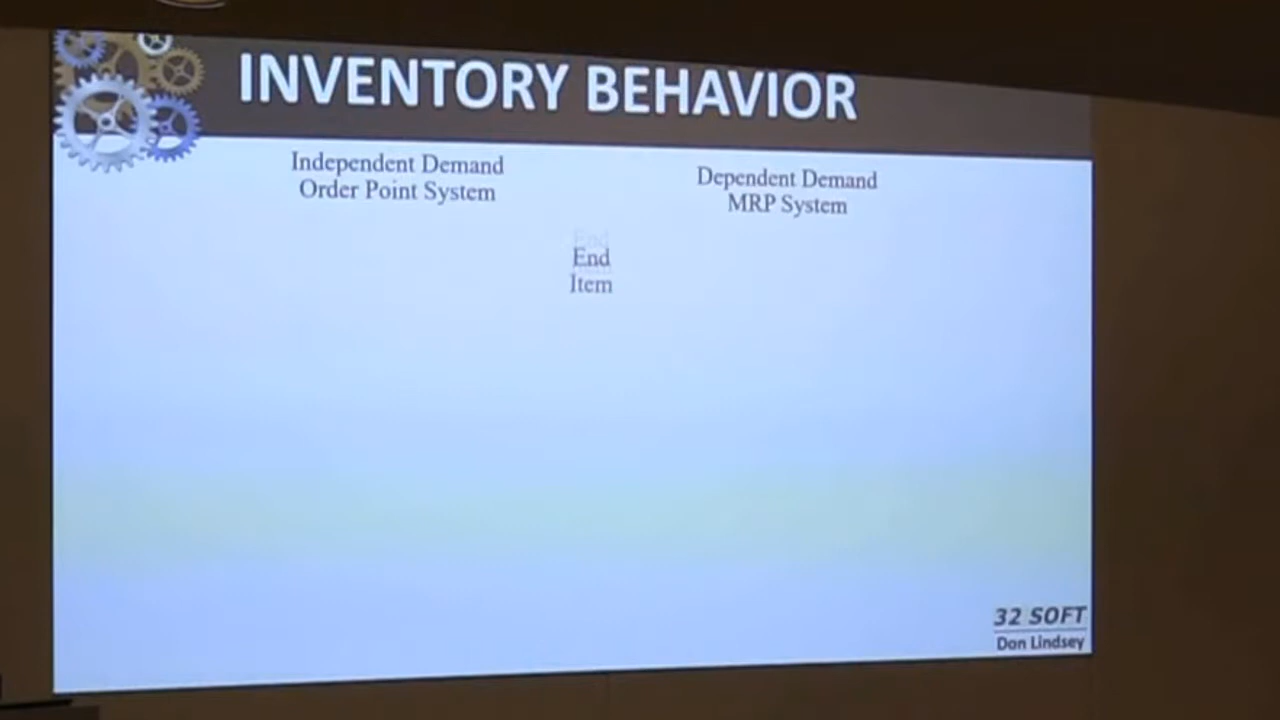 INVENTORY BEHAVIOR
Independent Demand
Order Point System
Dependent Demand
MRP System
End
Item
32 SOFT
Don Lindsey